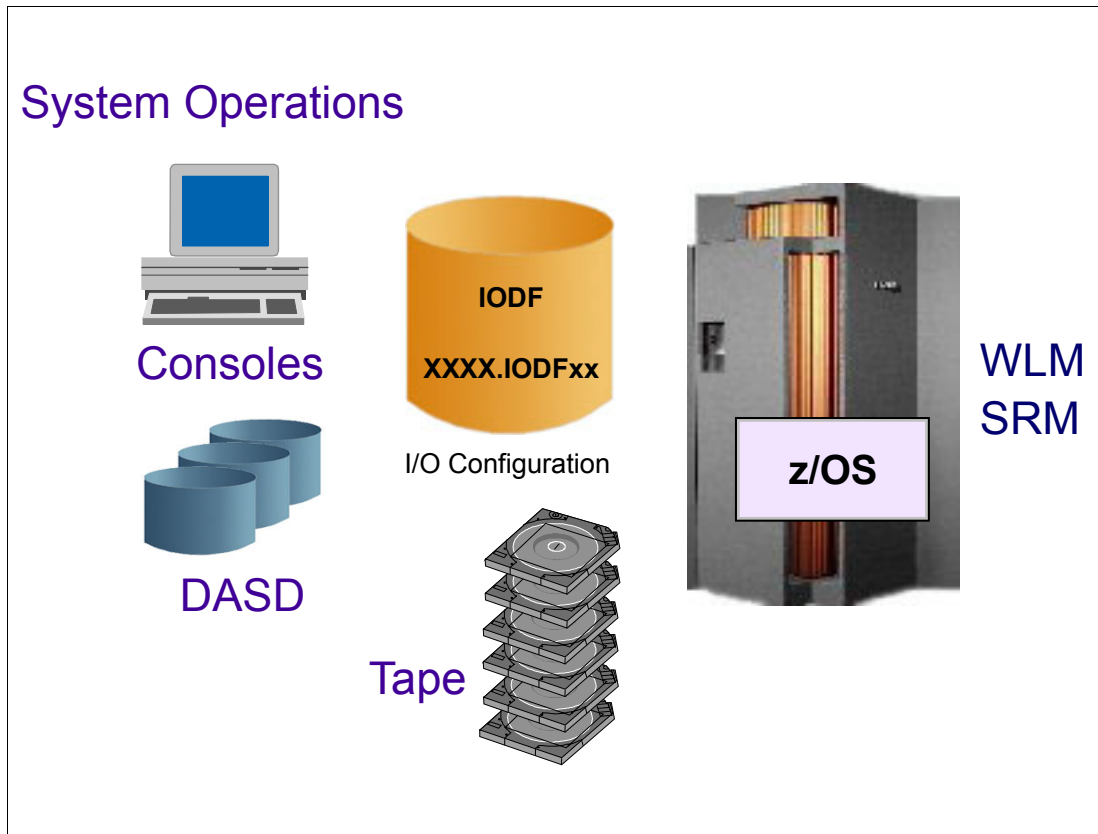 System Operations
Consoles
IODF
XXXX.IODFxx
I/O Configuration
DASD
Tape
z/OS
WLM
SRM